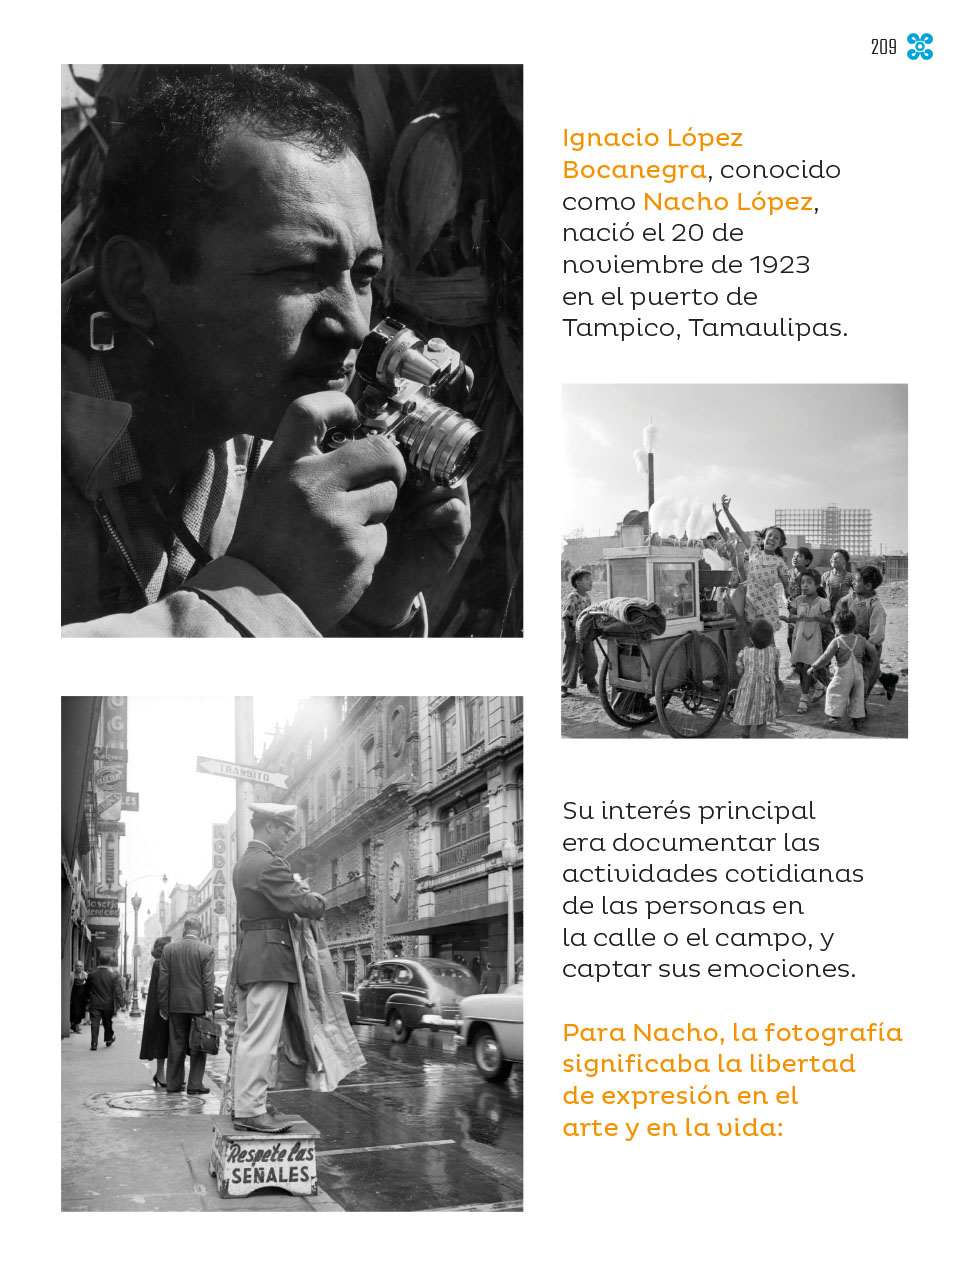 209
Ignacio López
Bocanegra, conocido
como Nacho López,
nació el 20 de
noviembre de 1923
en el puerto de
Tampico, Tamaulipas.
Su interés principal
era documentar las
actividades cotidianas
de las personas en
la calle o el campo, y
captar sus emociones.
Para Nacho, la fotografía
significaba la libertad
de expresión en el
arte y en la vida:
TRANSITO
KODAKS
Respete las
SEÑALES